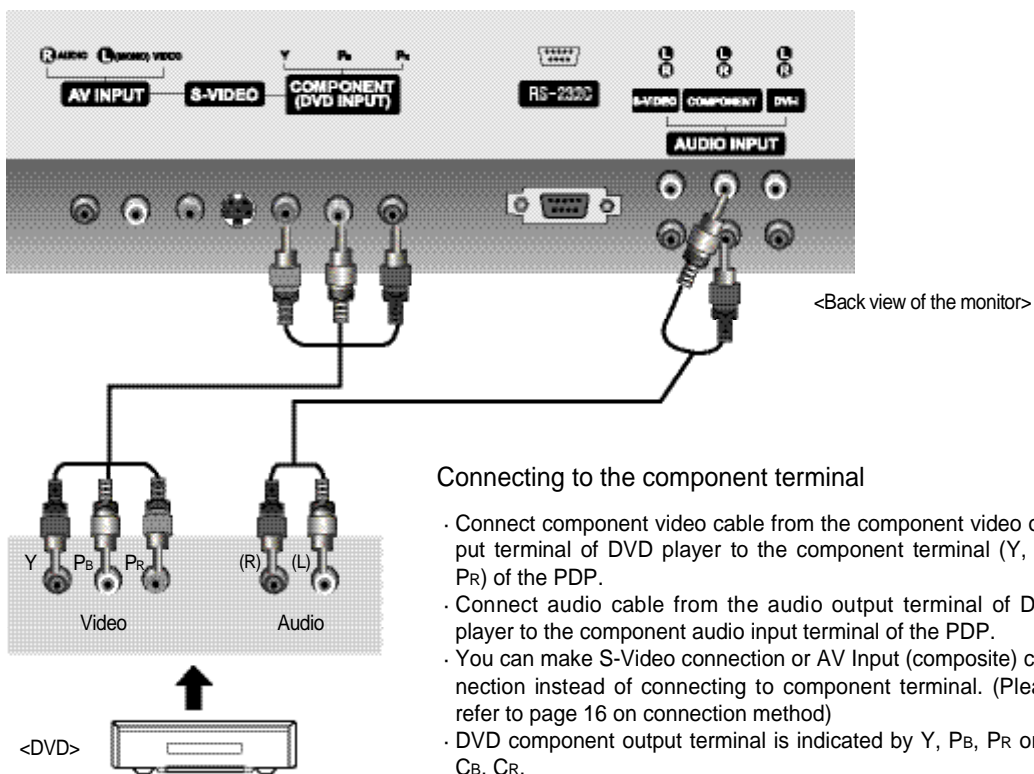 R AUDIO L (MONO) VIDEO
Y PB PR
AV INPUT S-VIDEO COMPONENT
(DVD INPUT)
RS-232C
L L L
R R R
S-VIDEO COMPONENT DVI-I
AUDIO INPUT
<Back view of the monitor>
Y PB PR (R) (L)
Video Audio
<DVD>
Connecting to the component terminal
· Connect component video cable from the component video
put terminal of DVD player to the component terminal (Y,
PR) of the PDP.
· Connect audio cable from the audio output terminal of
player to the component audio input terminal of the PDP.
· You can make S-Video connection or AV Input (composite)
nection instead of connecting to component terminal.
refer to page 16 on connection method)
· DVD component output terminal is indicated by Y, PB, PR
CB, CR.